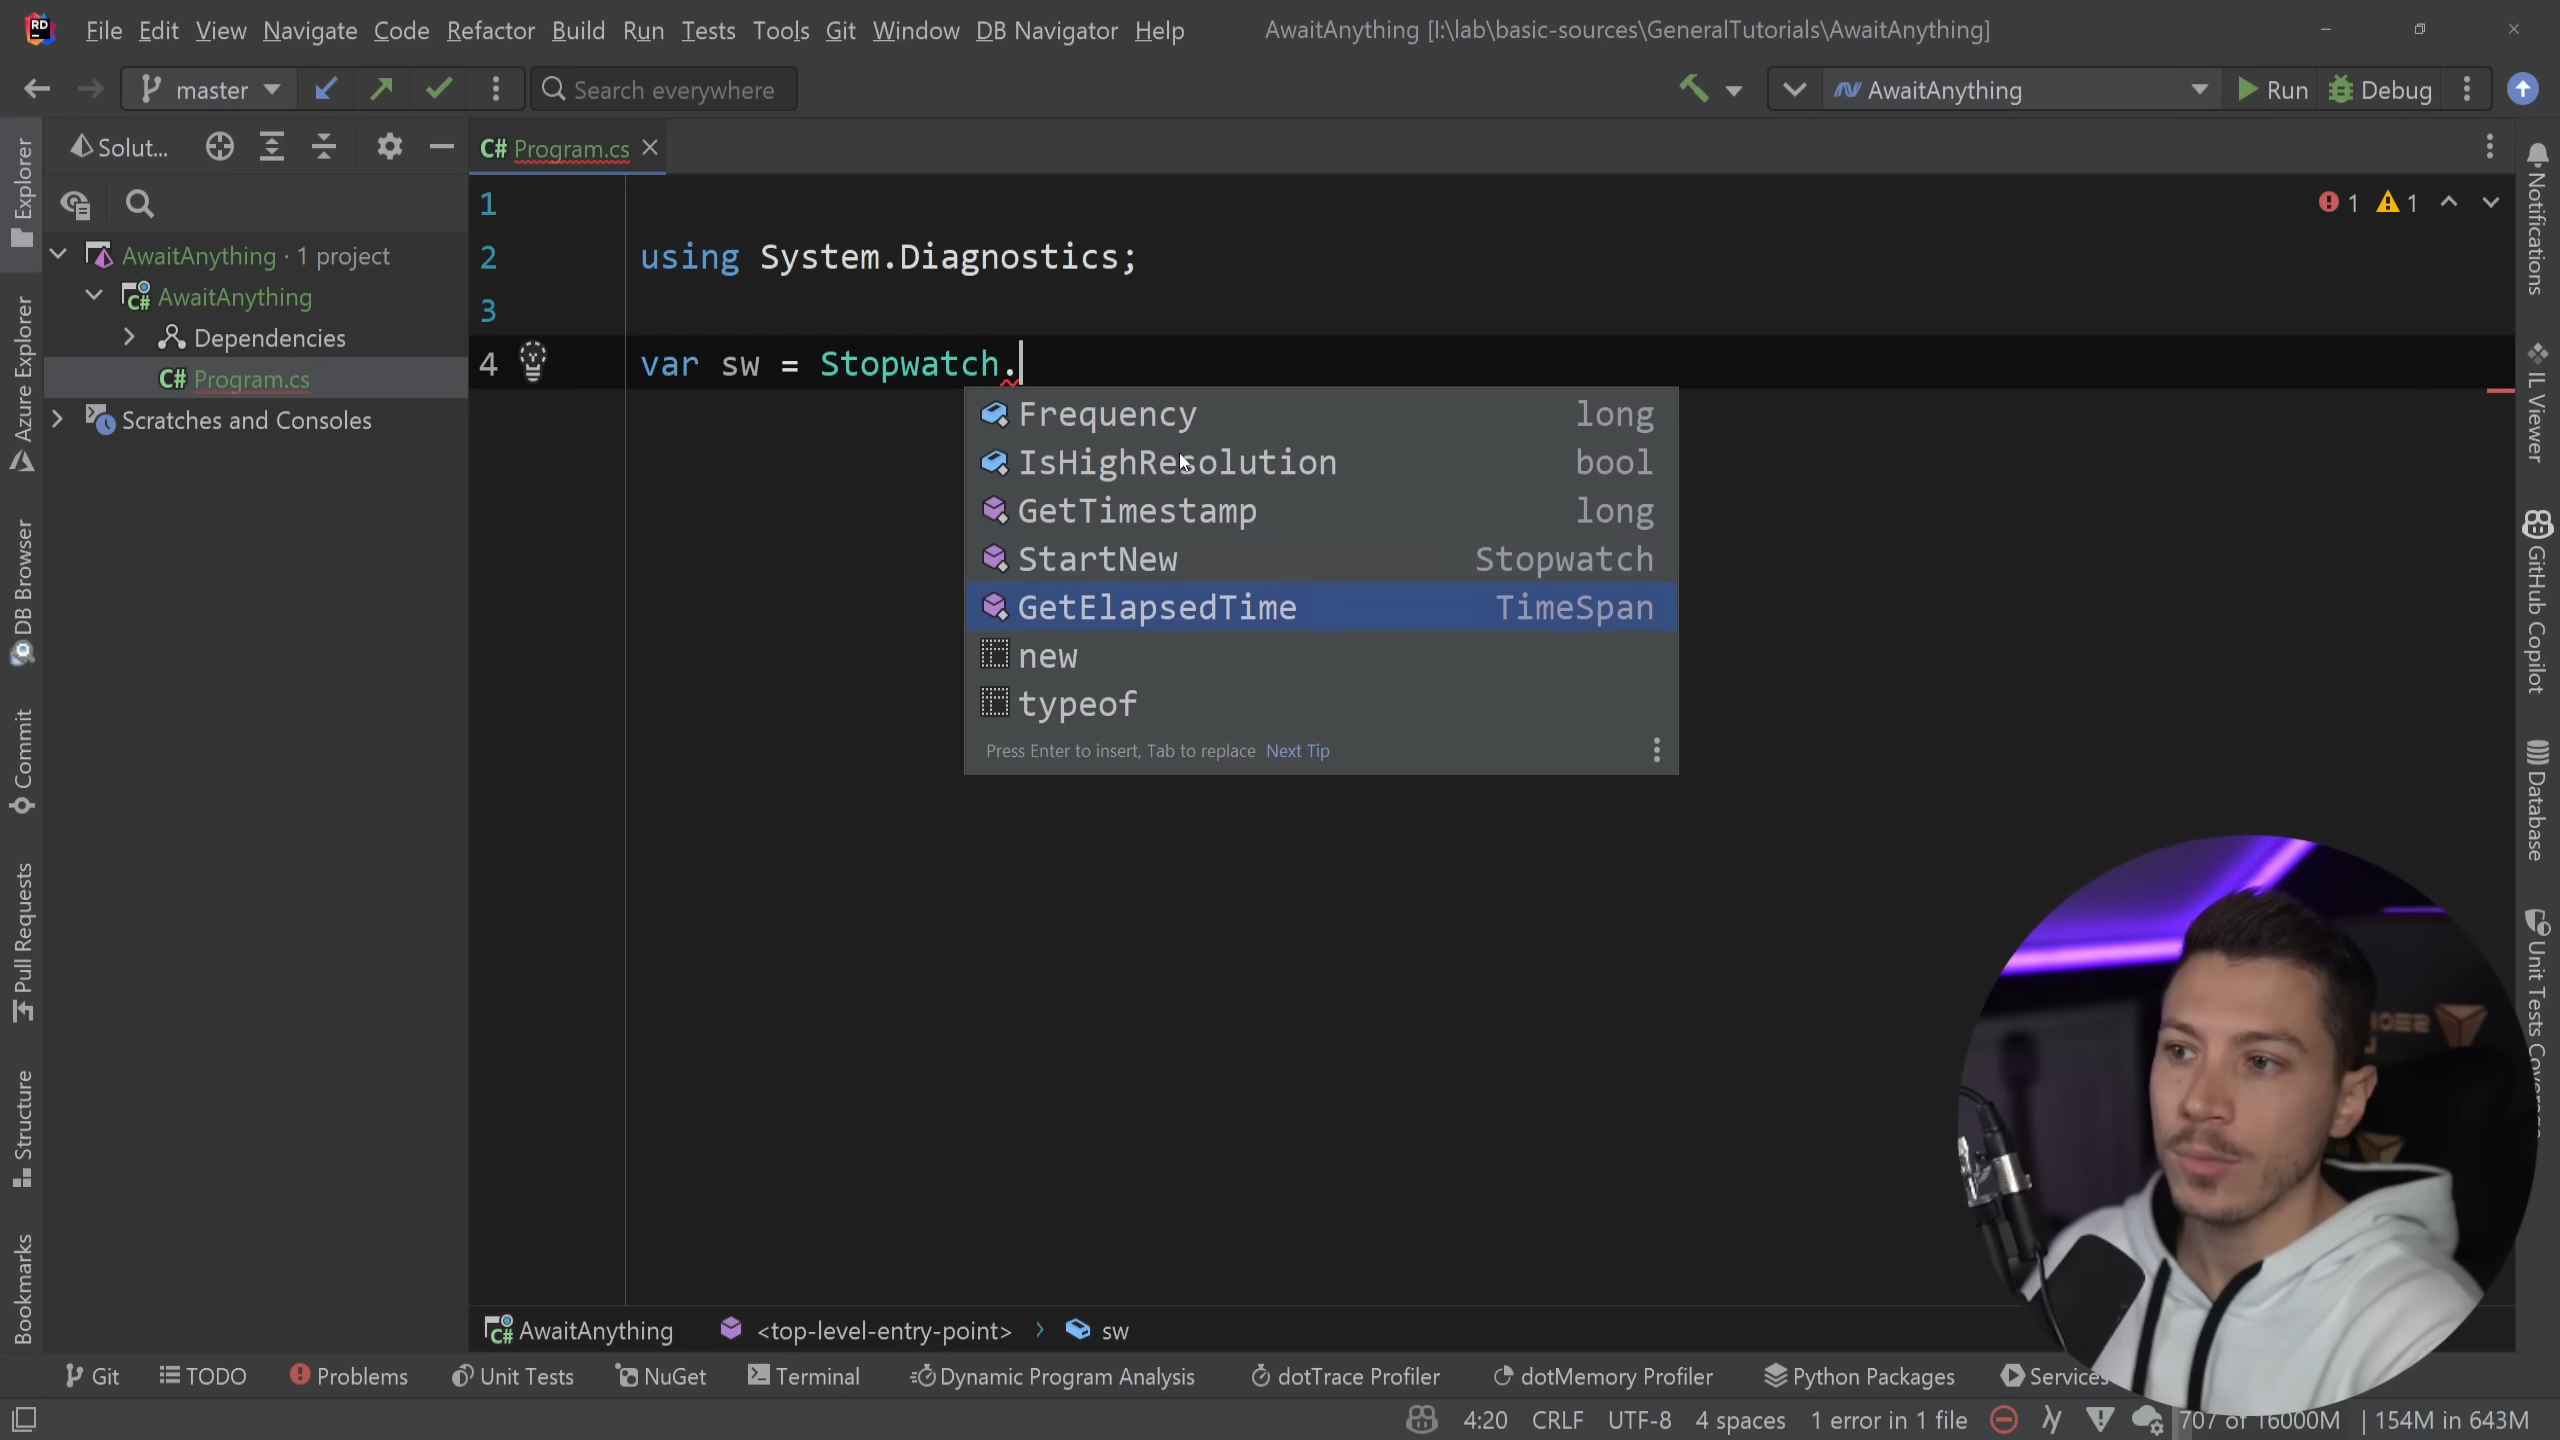 RD File Edit View Navigate Code Refactor Build Run Tests Tools Git Window DB Navigator Help AwaitAnything [I:\lab\basic-sources\GeneralTutorials\AwaitAnything]
master Search everywhere AwaitAnything Run Debug
Solut... C# Program.cs
1
2 using System.Diagnostics;
3
4 var sw = Stopwatch.
1 1
AwaitAnything · 1 project
C# AwaitAnything
Dependencies
C# Program.cs
Scratches and Consoles
Frequency long
IsHighResolution bool
GetTimestamp long
StartNew Stopwatch
GetElapsedTime TimeSpan
new
typeof
Press Enter to insert, Tab to replace Next Tip
Explorer
Azure Explorer
DB Browser
Commit
Pull Requests
Structure
Bookmarks
Notifications
IL Viewer
GitHub Copilot
Database
Unit Tests
C# AwaitAnything <top-level-entry-point> sw
Git TODO Problems Unit Tests NuGet Terminal Dynamic Program Analysis dotTrace Profiler dotMemory Profiler Python Packages Services
4:20 CRLF UTF-8 4 spaces 1 error in 1 file 707 of 16000M 154M in 643M